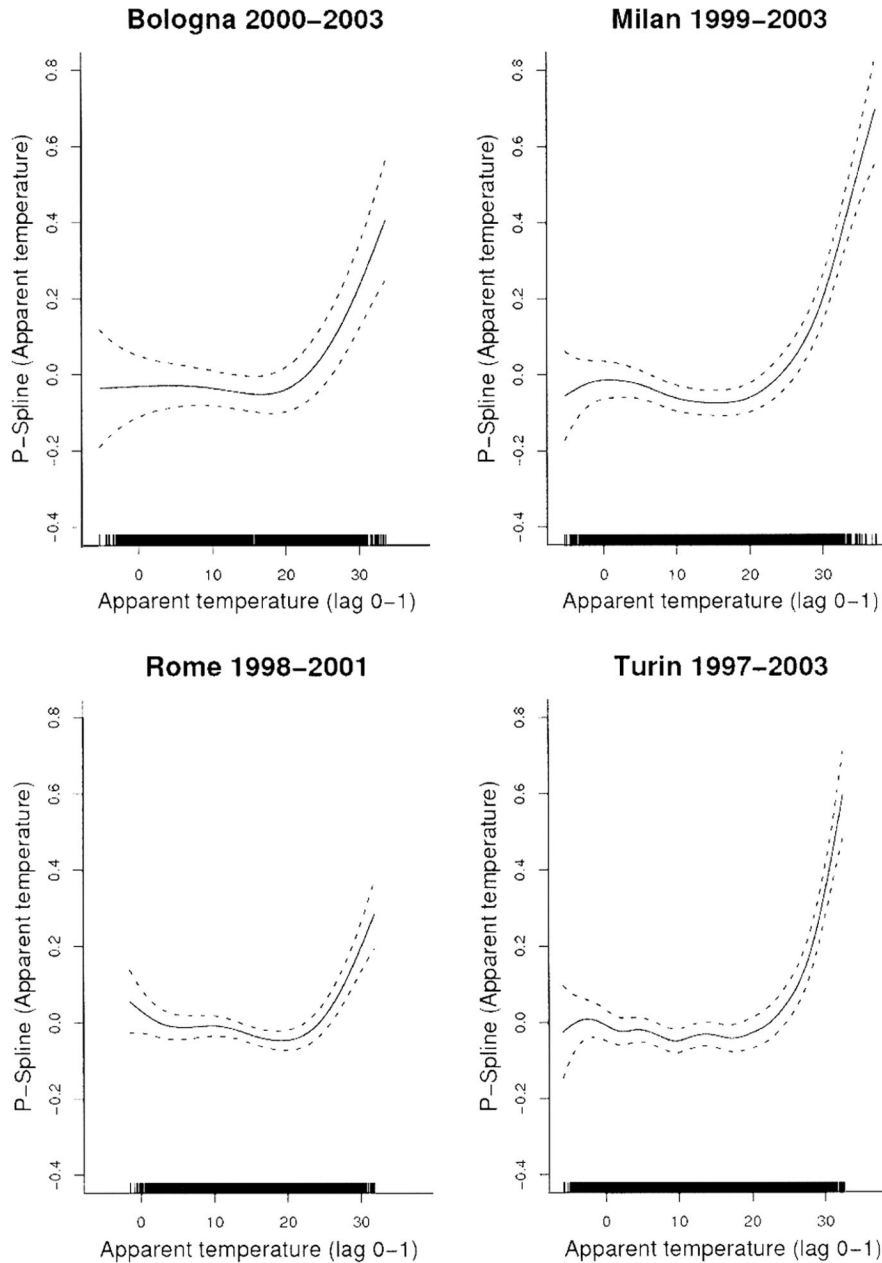 Bologna 2000–2003
P–Spline (Apparent temperature)
0.8
0.6
0.4
0.2
0.0
−0.2
−0.4
0 10 20 30
Apparent temperature (lag 0–1)
Milan 1999–2003
P–Spline (Apparent temperature)
0.8
0.6
0.4
0.2
0.0
−0.2
−0.4
0 10 20 30
Apparent temperature (lag 0–1)
Rome 1998–2001
P–Spline (Apparent temperature)
0.8
0.6
0.4
0.2
0.0
−0.2
−0.4
0 10 20 30
Apparent temperature (lag 0–1)
Turin 1997–2003
P–Spline (Apparent temperature)
0.8
0.6
0.4
0.2
0.0
−0.2
−0.4
0 10 20 30
Apparent temperature (lag 0–1)